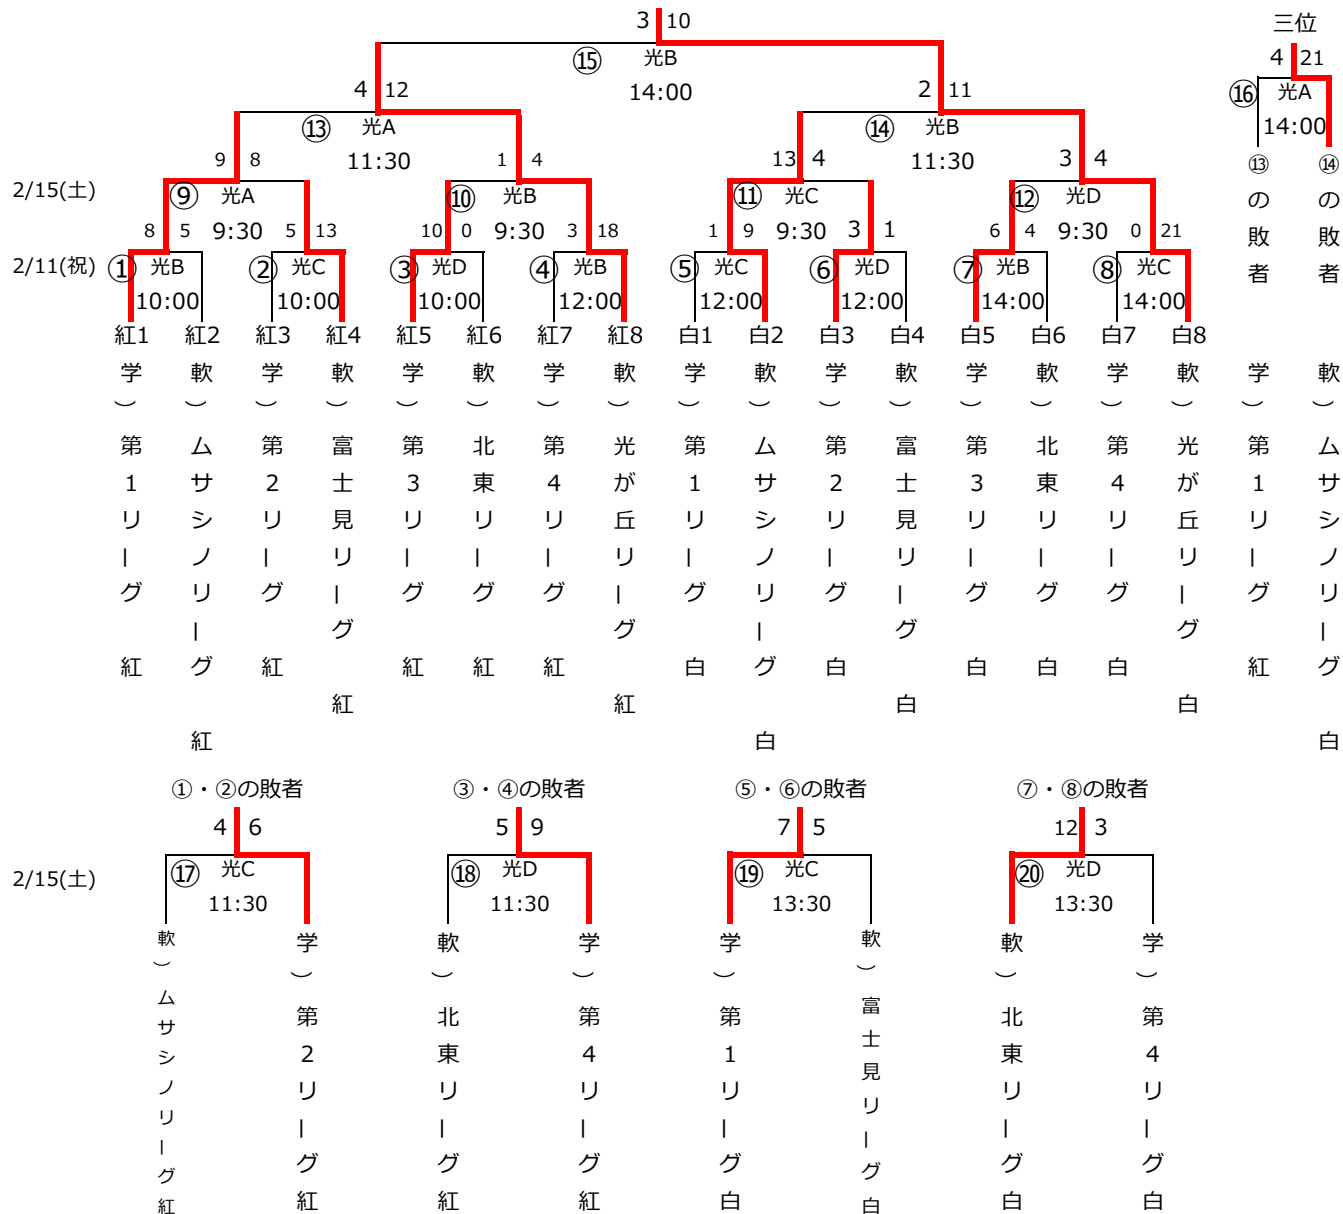 3 10
三位
⑮ 光B
14:00
4 21
⑯ 光A
14:00
⑬の敗者
⑭の敗者
4 12
⑬ 光A
11:30
2 11
⑭ 光B
11:30
2/15(土)
9 8
⑨ 光A
9:30
1 4
⑩ 光B
9:30
13 4
⑪ 光C
9:30
3 4
⑫ 光D
9:30
2/11(祝)
8 5
① 光B
10:00
5 13
② 光C
10:00
10 0
③ 光D
10:00
3 18
④ 光B
12:00
1 9
⑤ 光C
12:00
3 1
⑥ 光D
12:00
6 4
⑦ 光B
14:00
0 21
⑧ 光C
14:00
紅1 紅2 紅3 紅4 紅5 紅6 紅7 紅8 白1 白2 白3 白4 白5 白6 白7 白8
学）第1リーグ 紅
軟）ムサシノリーグ 紅
学）第2リーグ 紅
軟）富士見リーグ 紅
学）第3リーグ 紅
軟）北東リーグ 紅
学）第4リーグ 紅
軟）光が丘リーグ 紅
学）第1リーグ 白
軟）ムサシノリーグ 白
学）第2リーグ 白
軟）富士見リーグ 白
学）第3リーグ 白
軟）北東リーグ 白
学）第4リーグ 白
軟）光が丘リーグ 白
学）第1リーグ 紅
軟）ムサシノリーグ 白
①・②の敗者
③・④の敗者
⑤・⑥の敗者
⑦・⑧の敗者
2/15(土)
4 6
⑰ 光C
11:30
5 9
⑱ 光D
11:30
7 5
⑲ 光C
13:30
12 3
⑳ 光D
13:30
軟）ムサシノリーグ紅
学）第2リーグ紅
軟）北東リーグ紅
学）第4リーグ紅
学）第1リーグ白
軟）富士見リーグ白
軟）北東リーグ白
学）第4リーグ白